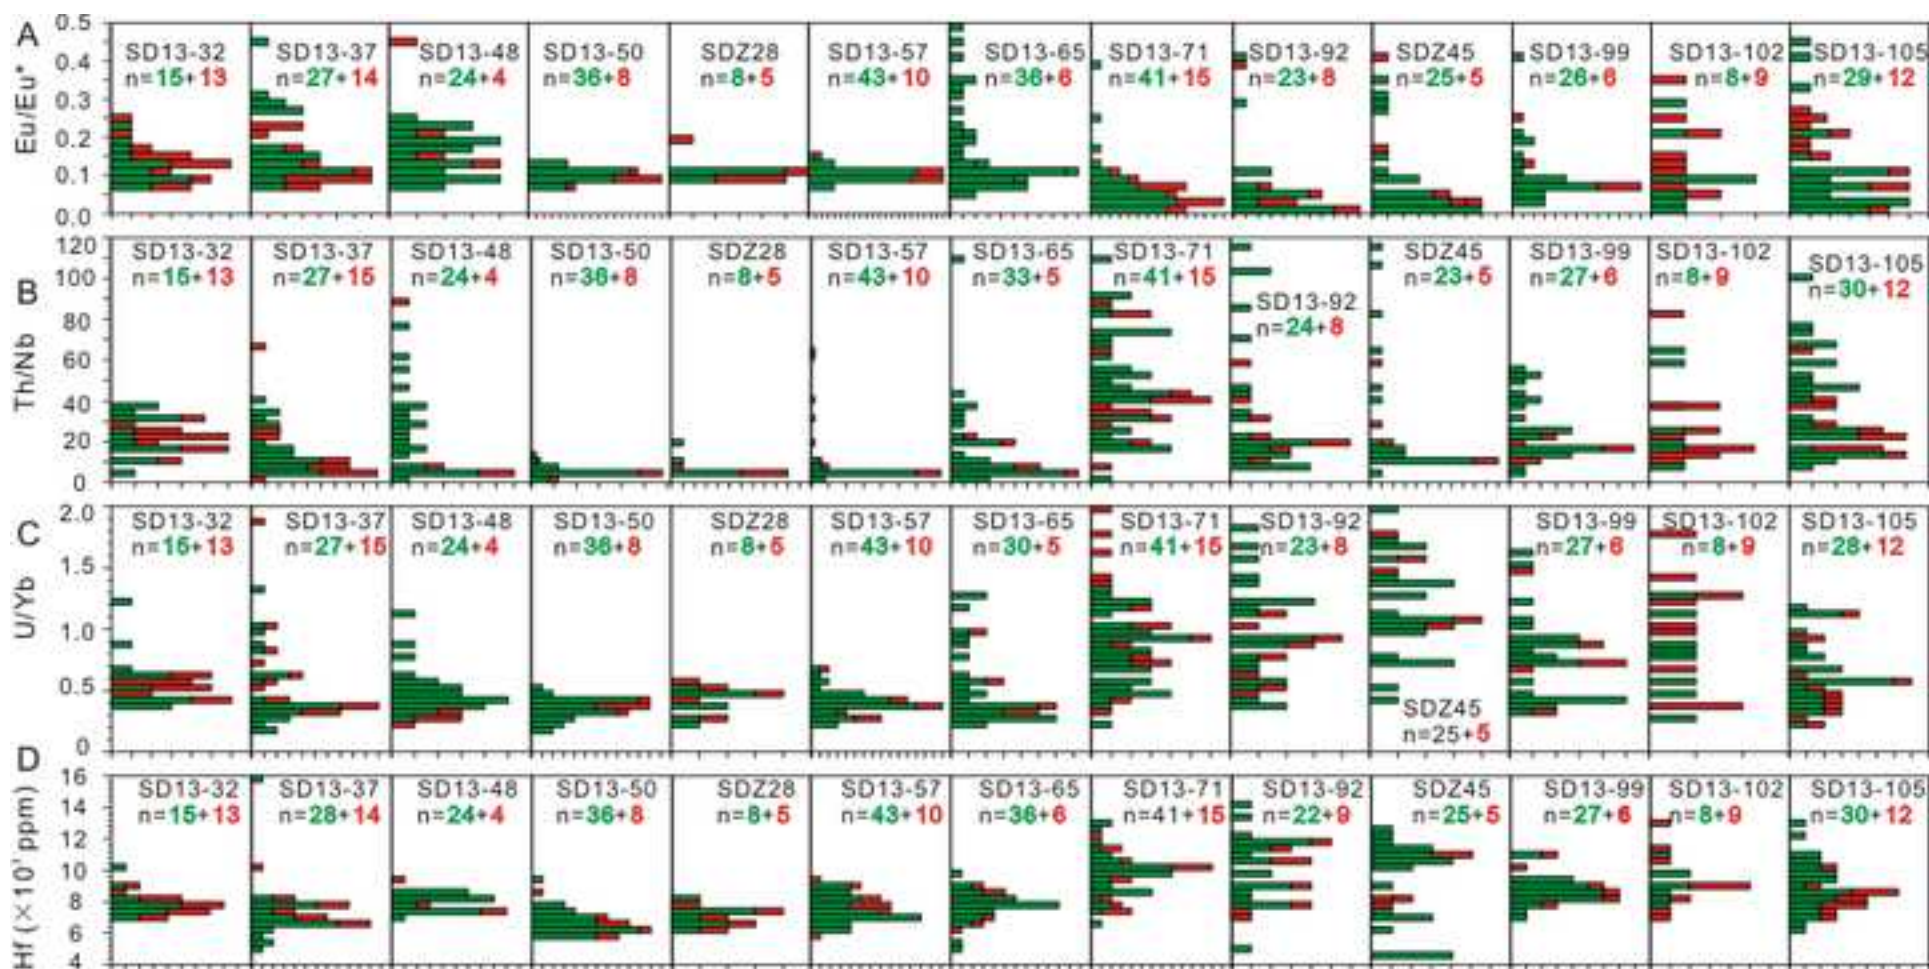 A
Eu/Eu*
0.5
0.4
0.3
0.2
0.1
0.0
SD13-32
n=15+13
SD13-37
n=27+14
SD13-48
n=24+4
SD13-50
n=36+8
SDZ28
n=8+5
SD13-57
n=43+10
SD13-65
n=36+6
SD13-71
n=41+15
SD13-92
n=23+8
SDZ45
n=25+5
SD13-99
n=26+6
SD13-102
n=8+9
SD13-105
n=29+12
B
Th/Nb
120
100
80
60
40
20
0
SD13-32
n=15+13
SD13-37
n=27+15
SD13-48
n=24+4
SD13-50
n=36+8
SDZ28
n=8+5
SD13-57
n=43+10
SD13-65
n=33+5
SD13-71
n=41+15
SD13-92
n=24+8
SDZ45
n=23+5
SD13-99
n=27+6
SD13-102
n=8+9
SD13-105
n=30+12
C
U/Yb
2.0
1.5
1.0
0.5
0
SD13-32
n=15+13
SD13-37
n=27+15
SD13-48
n=24+4
SD13-50
n=36+8
SDZ28
n=8+5
SD13-57
n=43+10
SD13-65
n=30+5
SD13-71
n=41+15
SD13-92
n=23+8
SDZ45
n=25+5
SD13-99
n=27+6
SD13-102
n=8+9
SD13-105
n=28+12
D
Hf (×10³ ppm)
16
14
12
10
8
6
4
SD13-32
n=15+13
SD13-37
n=28+14
SD13-48
n=24+4
SD13-50
n=36+8
SDZ28
n=8+5
SD13-57
n=43+10
SD13-65
n=36+6
SD13-71
n=41+15
SD13-92
n=22+9
SDZ45
n=25+5
SD13-99
n=27+6
SD13-102
n=8+9
SD13-105
n=30+12